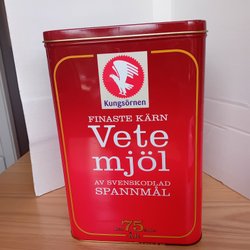 Kungsörnen
FINASTE KÄRN
Vete
mjöl
AV SVENSKODLAD
SPANNMÅL
75